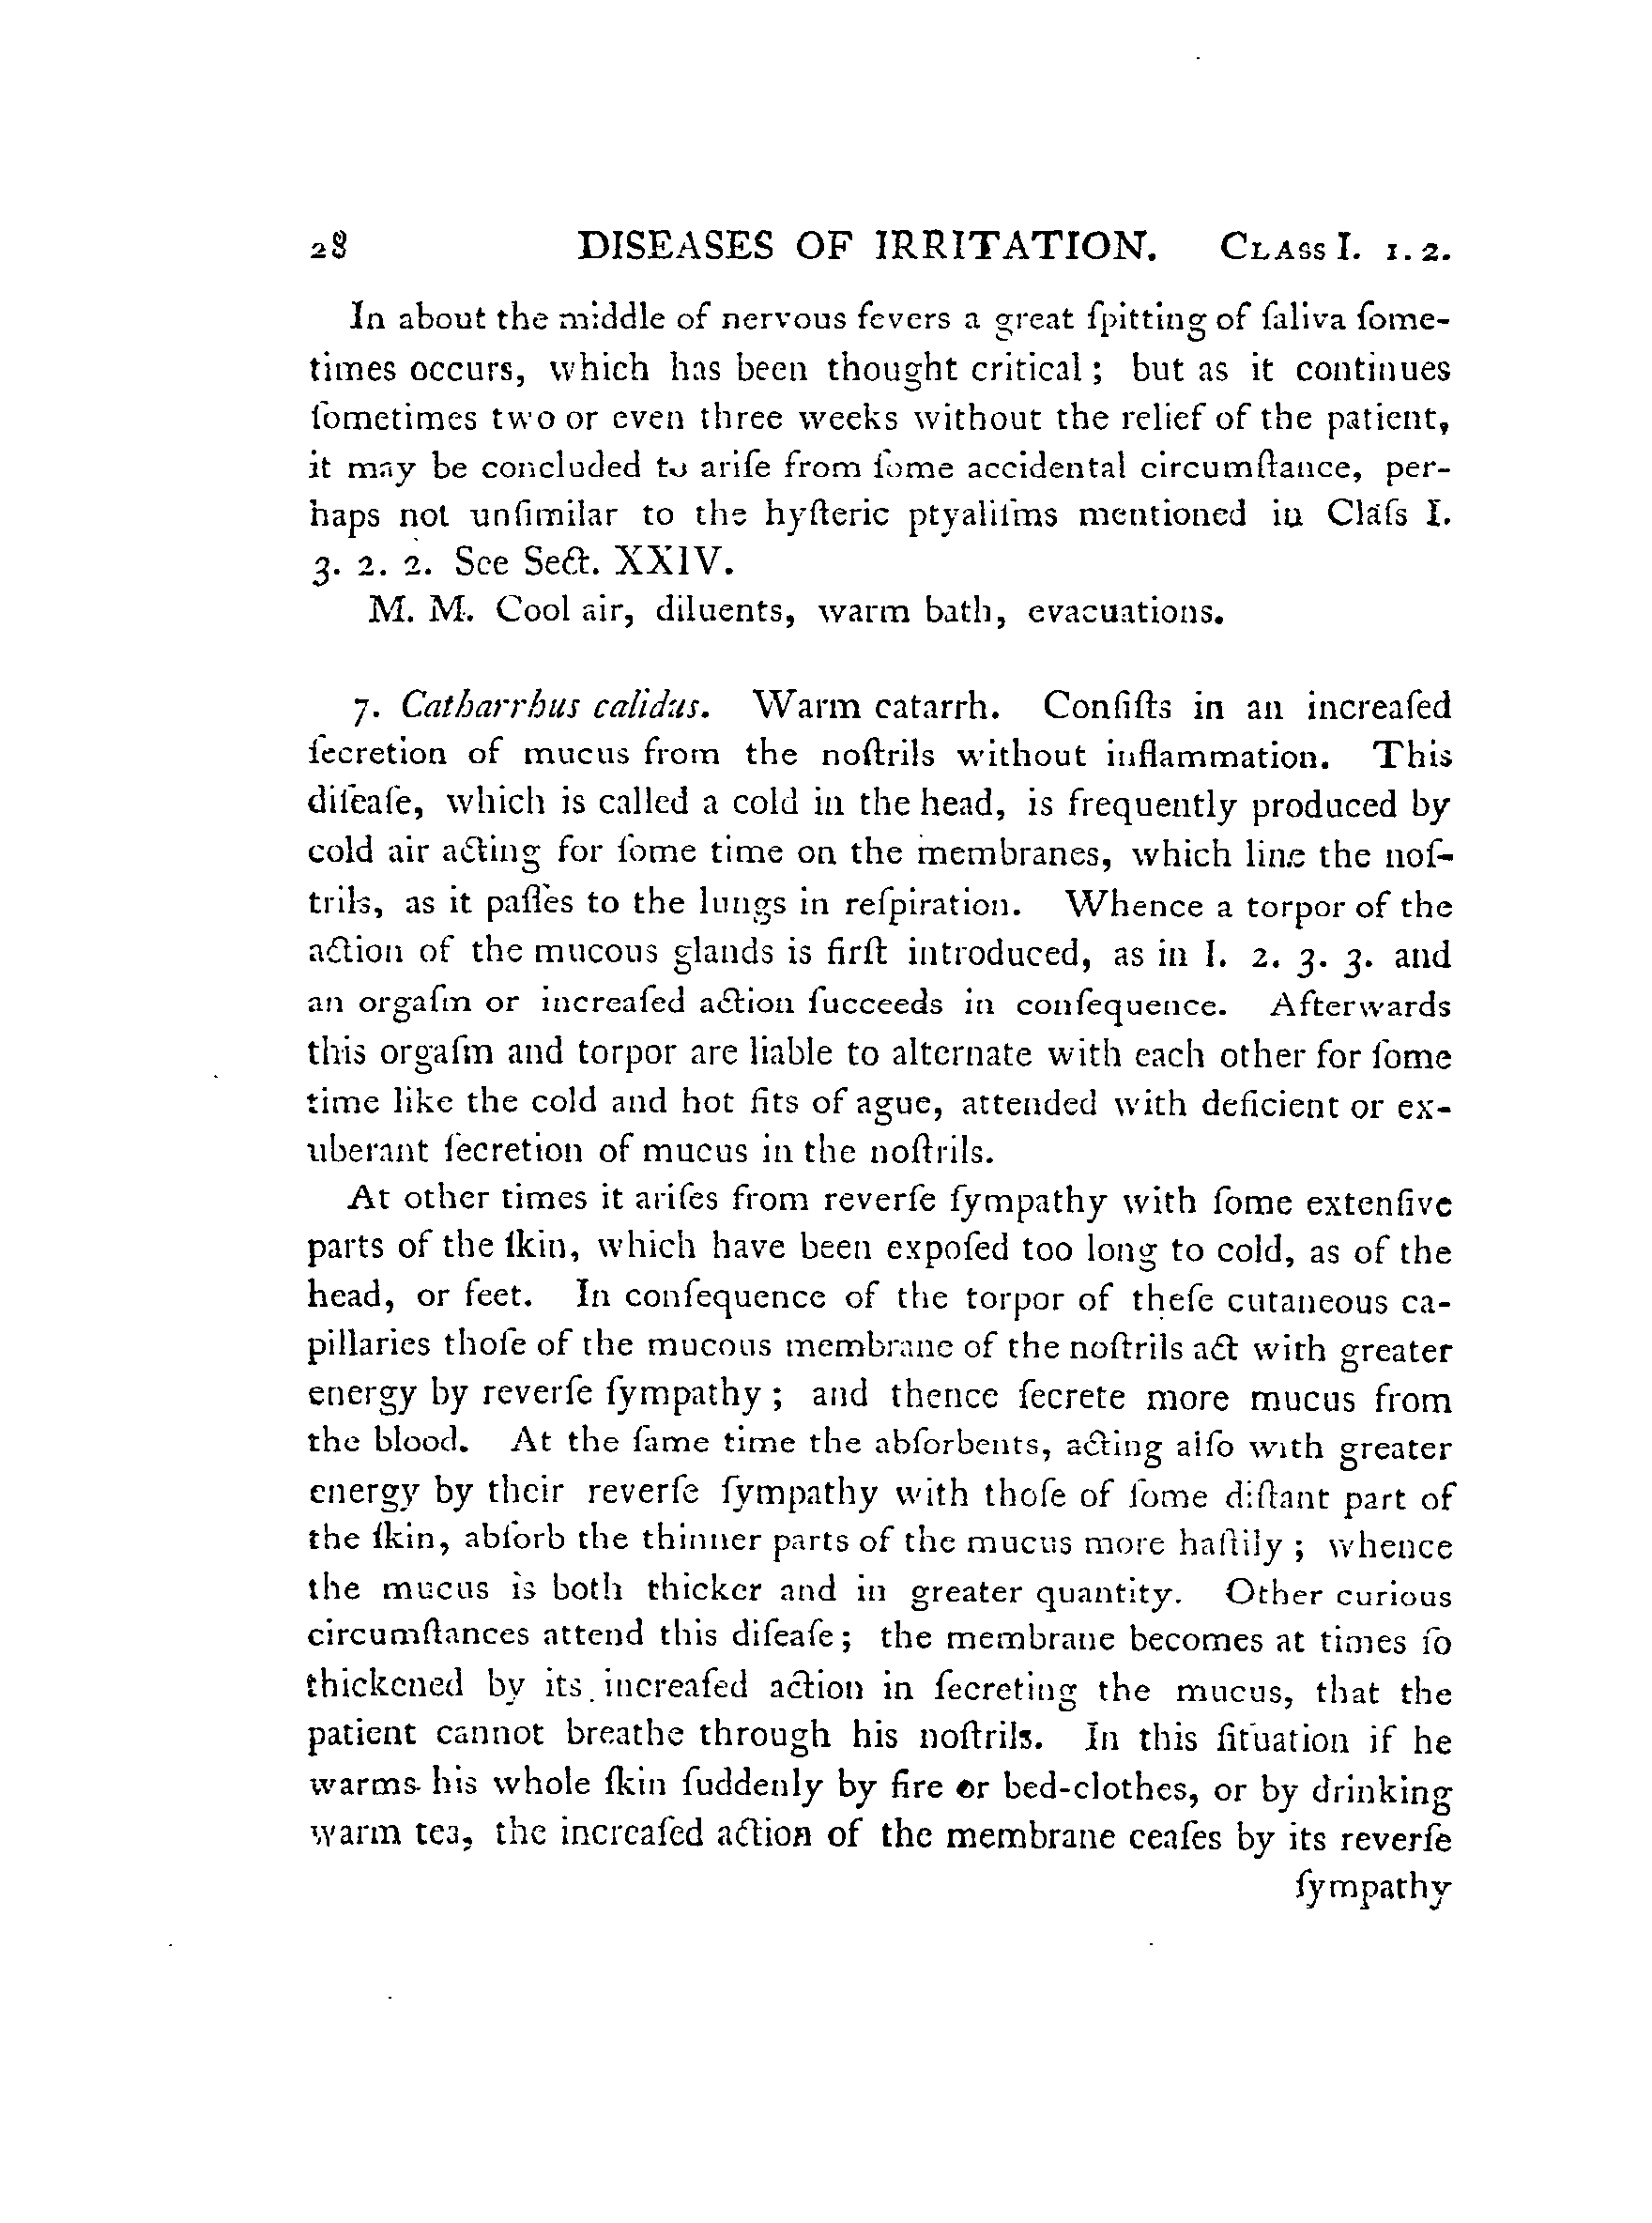 28 DISEASES OF IRRITATION. CLASS I. 1. 2.
In about the middle of nervous fevers a great ſpitting of ſaliva ſome-
times occurs, which has been thought critical; but as it continues
ſometimes two or even three weeks without the relief of the patient,
it may be concluded to ariſe from ſome accidental circumſtance, per-
haps not unſimilar to the hyſteric ptyaliſms mentioned in Claſs I.
3. 2. 2. See Sect. XXIV.
M. M. Cool air, diluents, warm bath, evacuations.
7. Catharrhus calidus. Warm catarrh. Conſiſts in an increaſed
ſecretion of mucus from the noſtrils without inflammation. This
diſeaſe, which is called a cold in the head, is frequently produced by
cold air acting for ſome time on the membranes, which line the noſ-
trils, as it paſſes to the lungs in reſpiration. Whence a torpor of the
action of the mucous glands is firſt introduced, as in I. 2. 3. 3. and
an orgaſm or increaſed action ſucceeds in conſequence. Afterwards
this orgaſm and torpor are liable to alternate with each other for ſome
time like the cold and hot fits of ague, attended with deficient or ex-
uberant ſecretion of mucus in the noſtrils.
At other times it ariſes from reverſe ſympathy with ſome extenſive
parts of the ſkin, which have been expoſed too long to cold, as of the
head, or feet. In conſequence of the torpor of theſe cutaneous ca-
pillaries thoſe of the mucous membrane of the noſtrils act with greater
energy by reverſe ſympathy; and thence ſecrete more mucus from
the blood. At the ſame time the abſorbents, acting alſo with greater
energy by their reverſe ſympathy with thoſe of ſome diſtant part of
the ſkin, abſorb the thinner parts of the mucus more haſtily; whence
the mucus is both thicker and in greater quantity. Other curious
circumſtances attend this diſeaſe; the membrane becomes at times ſo
thickened by its increaſed action in ſecreting the mucus, that the
patient cannot breathe through his noſtrils. In this ſituation if he
warms his whole ſkin ſuddenly by fire or bed-clothes, or by drinking
warm tea, the increaſed action of the membrane ceaſes by its reverſe
ſympathy